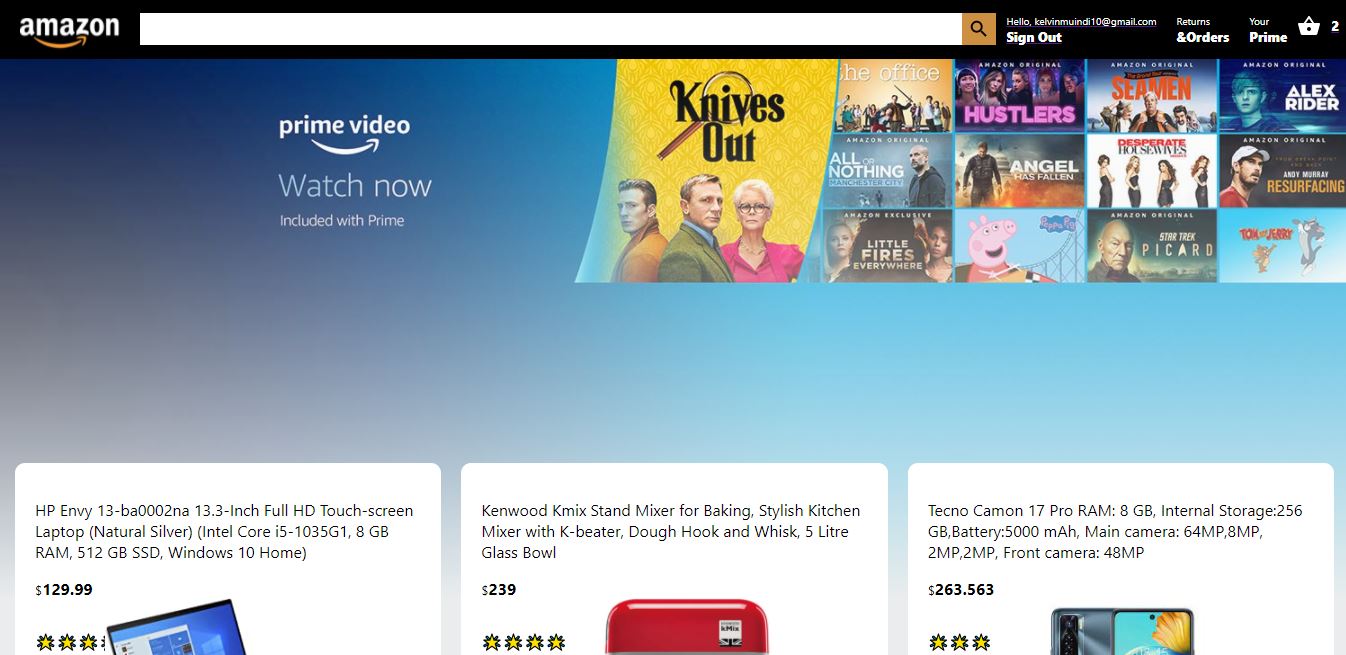 amazon
Hello, kelvinmuindi10@gmail.com
Sign Out
Returns
&Orders
Your
Prime
2
prime video
Watch now
Included with Prime
Knives
Out
the office
AMAZON ORIGINAL
HUSTLERS
AMAZON ORIGINAL
The Grand Tour
SEAMEN
AMAZON ORIGINAL
ALEX
RIDER
AMAZON ORIGINAL
ALL OR
NOTHING
MANCHESTER CITY
ANGEL
HAS FALLEN
DESPERATE
HOUSEWIVES
AMAZON ORIGINAL
ANDY MURRAY
RESURFACING
AMAZON EXCLUSIVE
LITTLE
FIRES
EVERYWHERE
Peppa Pig
AMAZON ORIGINAL
STAR TREK
PICARD
TOM AND JERRY
HP Envy 13-ba0002na 13.3-Inch Full HD Touch-screen
Laptop (Natural Silver) (Intel Core i5-1035G1, 8 GB
RAM, 512 GB SSD, Windows 10 Home)
$129.99
Kenwood Kmix Stand Mixer for Baking, Stylish Kitchen
Mixer with K-beater, Dough Hook and Whisk, 5 Litre
Glass Bowl
$239
kMix
Tecno Camon 17 Pro RAM: 8 GB, Internal Storage:256
GB,Battery:5000 mAh, Main camera: 64MP,8MP,
2MP,2MP, Front camera: 48MP
$263.563